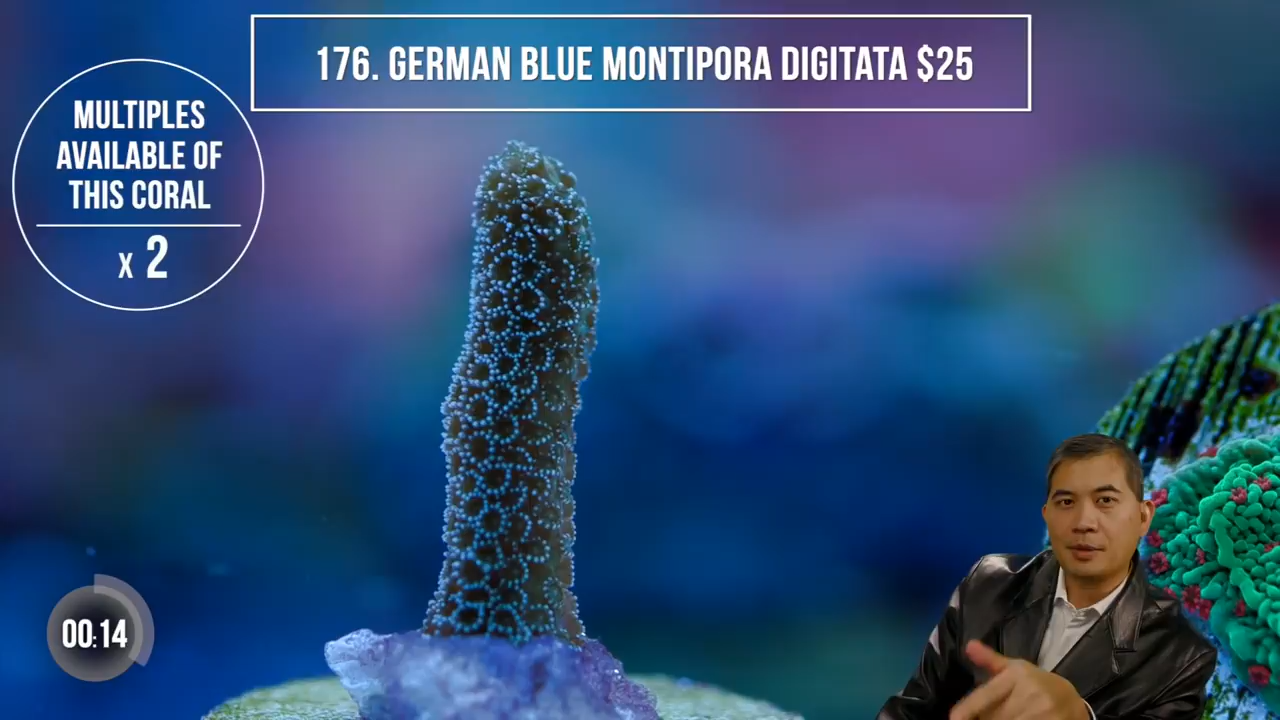 176. GERMAN BLUE MONTIPORA DIGITATA $25
MULTIPLES
AVAILABLE OF
THIS CORAL
x 2
00:14